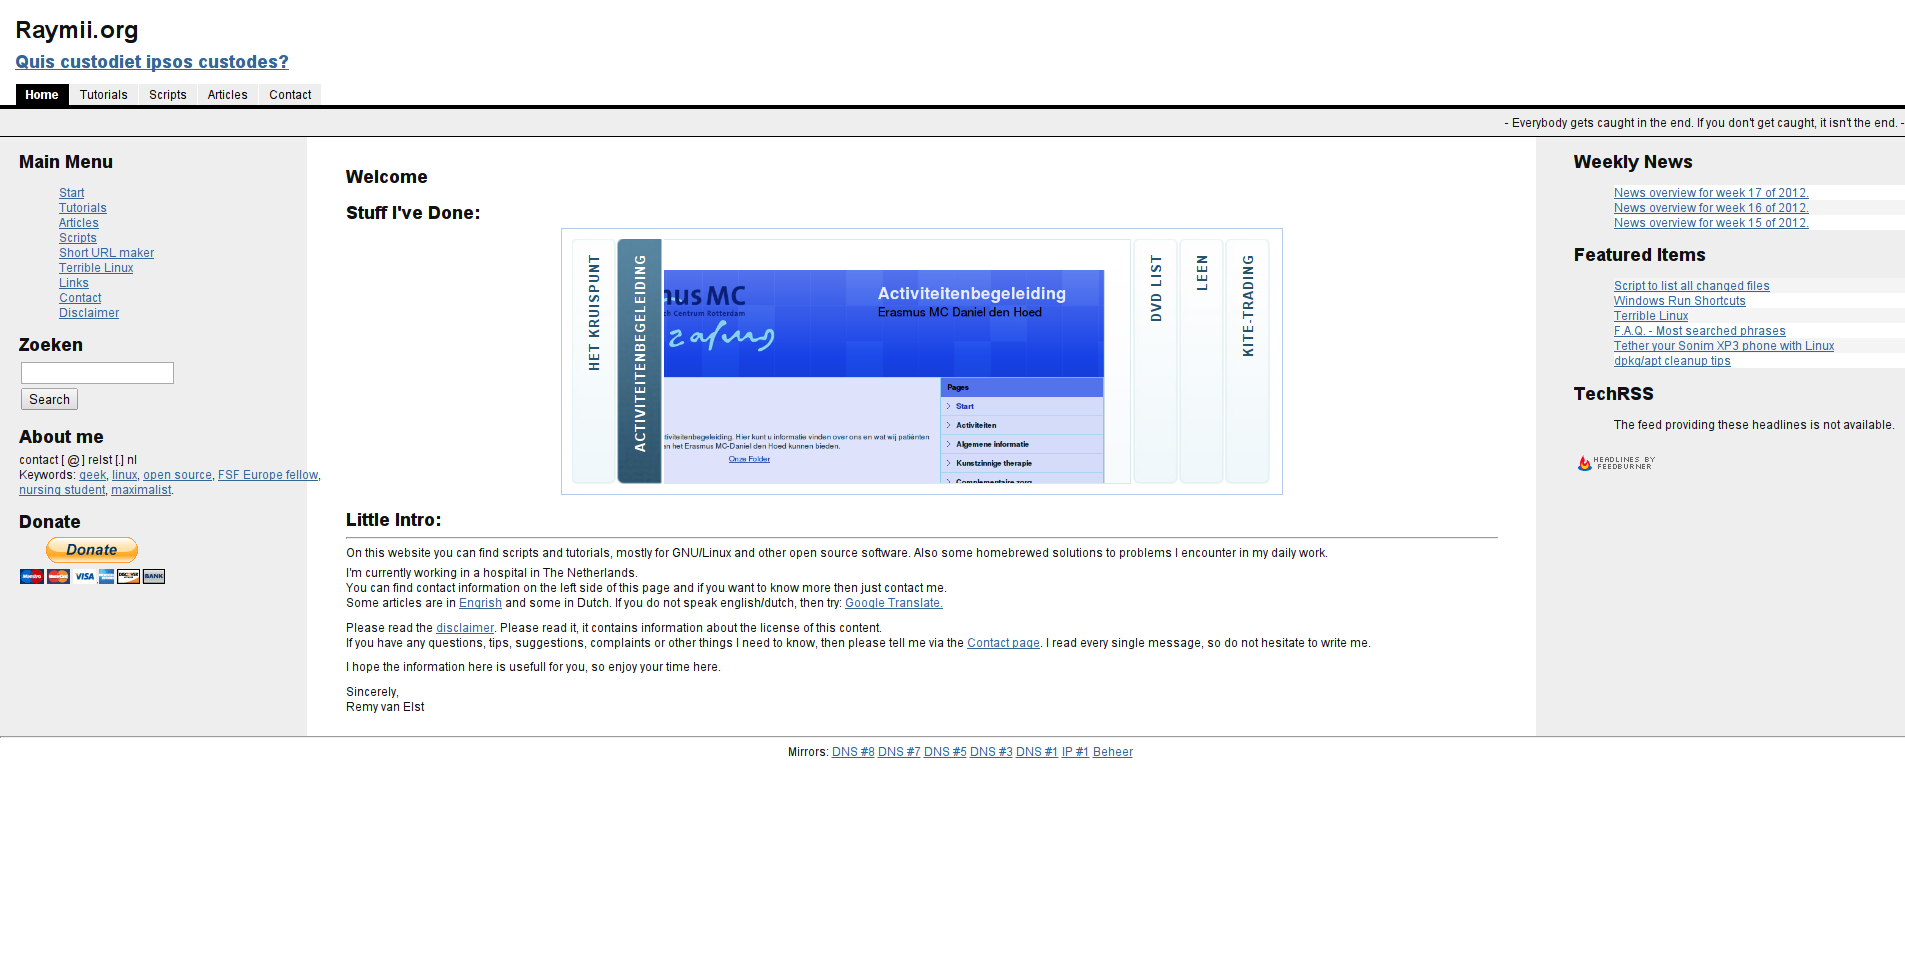 Raymii.org
Quis custodiet ipsos custodes?
Home Tutorials Scripts Articles Contact
- Everybody gets caught in the end. If you don't get caught, it isn't the end. -
Main Menu
Start
Tutorials
Articles
Scripts
Short URL maker
Terrible Linux
Links
Contact
Disclaimer
Zoeken
Search
About me
contact [ @ ] relst [.] nl
Keywords: geek, linux, open source, FSF Europe fellow,
nursing student, maximalist.
Donate
Donate
Maestro MasterCard VISA DISCOVER BANK
Welcome
Stuff I've Done:
HET KRUISPUNT
ACTIVITEITENBEGELEIDING
nus MC
ch Centrum Rotterdam
Activiteitenbegeleiding
Erasmus MC Daniel den Hoed
Pages
Start
Activiteiten
Algemene informatie
Kunstzinnige therapie
Complementaire zorg
tiviteitenbegeleiding. Hier kunt u informatie vinden over ons en wat wij patiënten
en het Erasmus MC-Daniel den Hoed kunnen bieden.
Onze Folder
DVD LIST
LEEN
KITE-TRADING
Little Intro:
On this website you can find scripts and tutorials, mostly for GNU/Linux and other open source software. Also some homebrewed solutions to problems I encounter in my daily work.
I'm currently working in a hospital in The Netherlands.
You can find contact information on the left side of this page and if you want to know more then just contact me.
Some articles are in Engrish and some in Dutch. If you do not speak english/dutch, then try: Google Translate.
Please read the disclaimer. Please read it, it contains information about the license of this content.
If you have any questions, tips, suggestions, complaints or other things I need to know, then please tell me via the Contact page. I read every single message, so do not hesitate to write me.
I hope the information here is usefull for you, so enjoy your time here.
Sincerely,
Remy van Elst
Weekly News
News overview for week 17 of 2012.
News overview for week 16 of 2012.
News overview for week 15 of 2012.
Featured Items
Script to list all changed files
Windows Run Shortcuts
Terrible Linux
F.A.Q. - Most searched phrases
Tether your Sonim XP3 phone with Linux
dpkg/apt cleanup tips
TechRSS
The feed providing these headlines is not available.
HEADLINES BY
FEEDBURNER
Mirrors: DNS #8 DNS #7 DNS #5 DNS #3 DNS #1 IP #1 Beheer